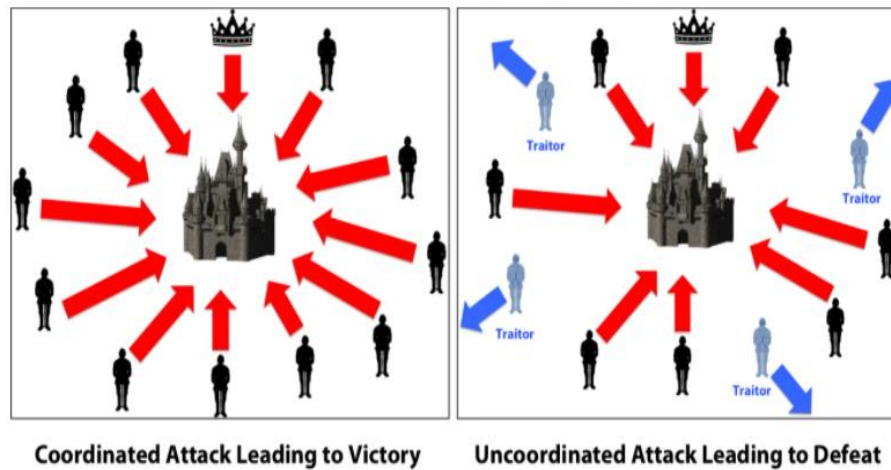 Traitor
Traitor
Traitor
Traitor
Coordinated Attack Leading to Victory
Uncoordinated Attack Leading to Defeat